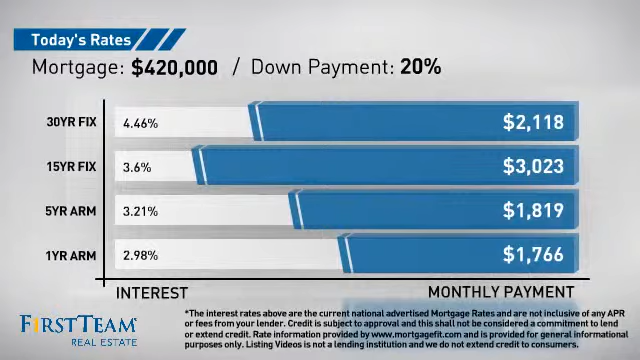 Today's Rates
Mortgage: $420,000 / Down Payment: 20%
30YR FIX 4.46% $2,118
15YR FIX 3.6% $3,023
5YR ARM 3.21% $1,819
1YR ARM 2.98% $1,766
INTEREST MONTHLY PAYMENT
FIRSTTEAM®
REAL ESTATE
*The interest rates above are the current national advertised Mortgage Rates and are not inclusive of any APR
or fees from your lender. Credit is subject to approval and this shall not be considered a commitment to lend
or extend credit. Rate information provided by www.mortgagefit.com and is provided for general informational
purposes only. Listing Videos is not a lending institution and we do not extend credit to consumers.